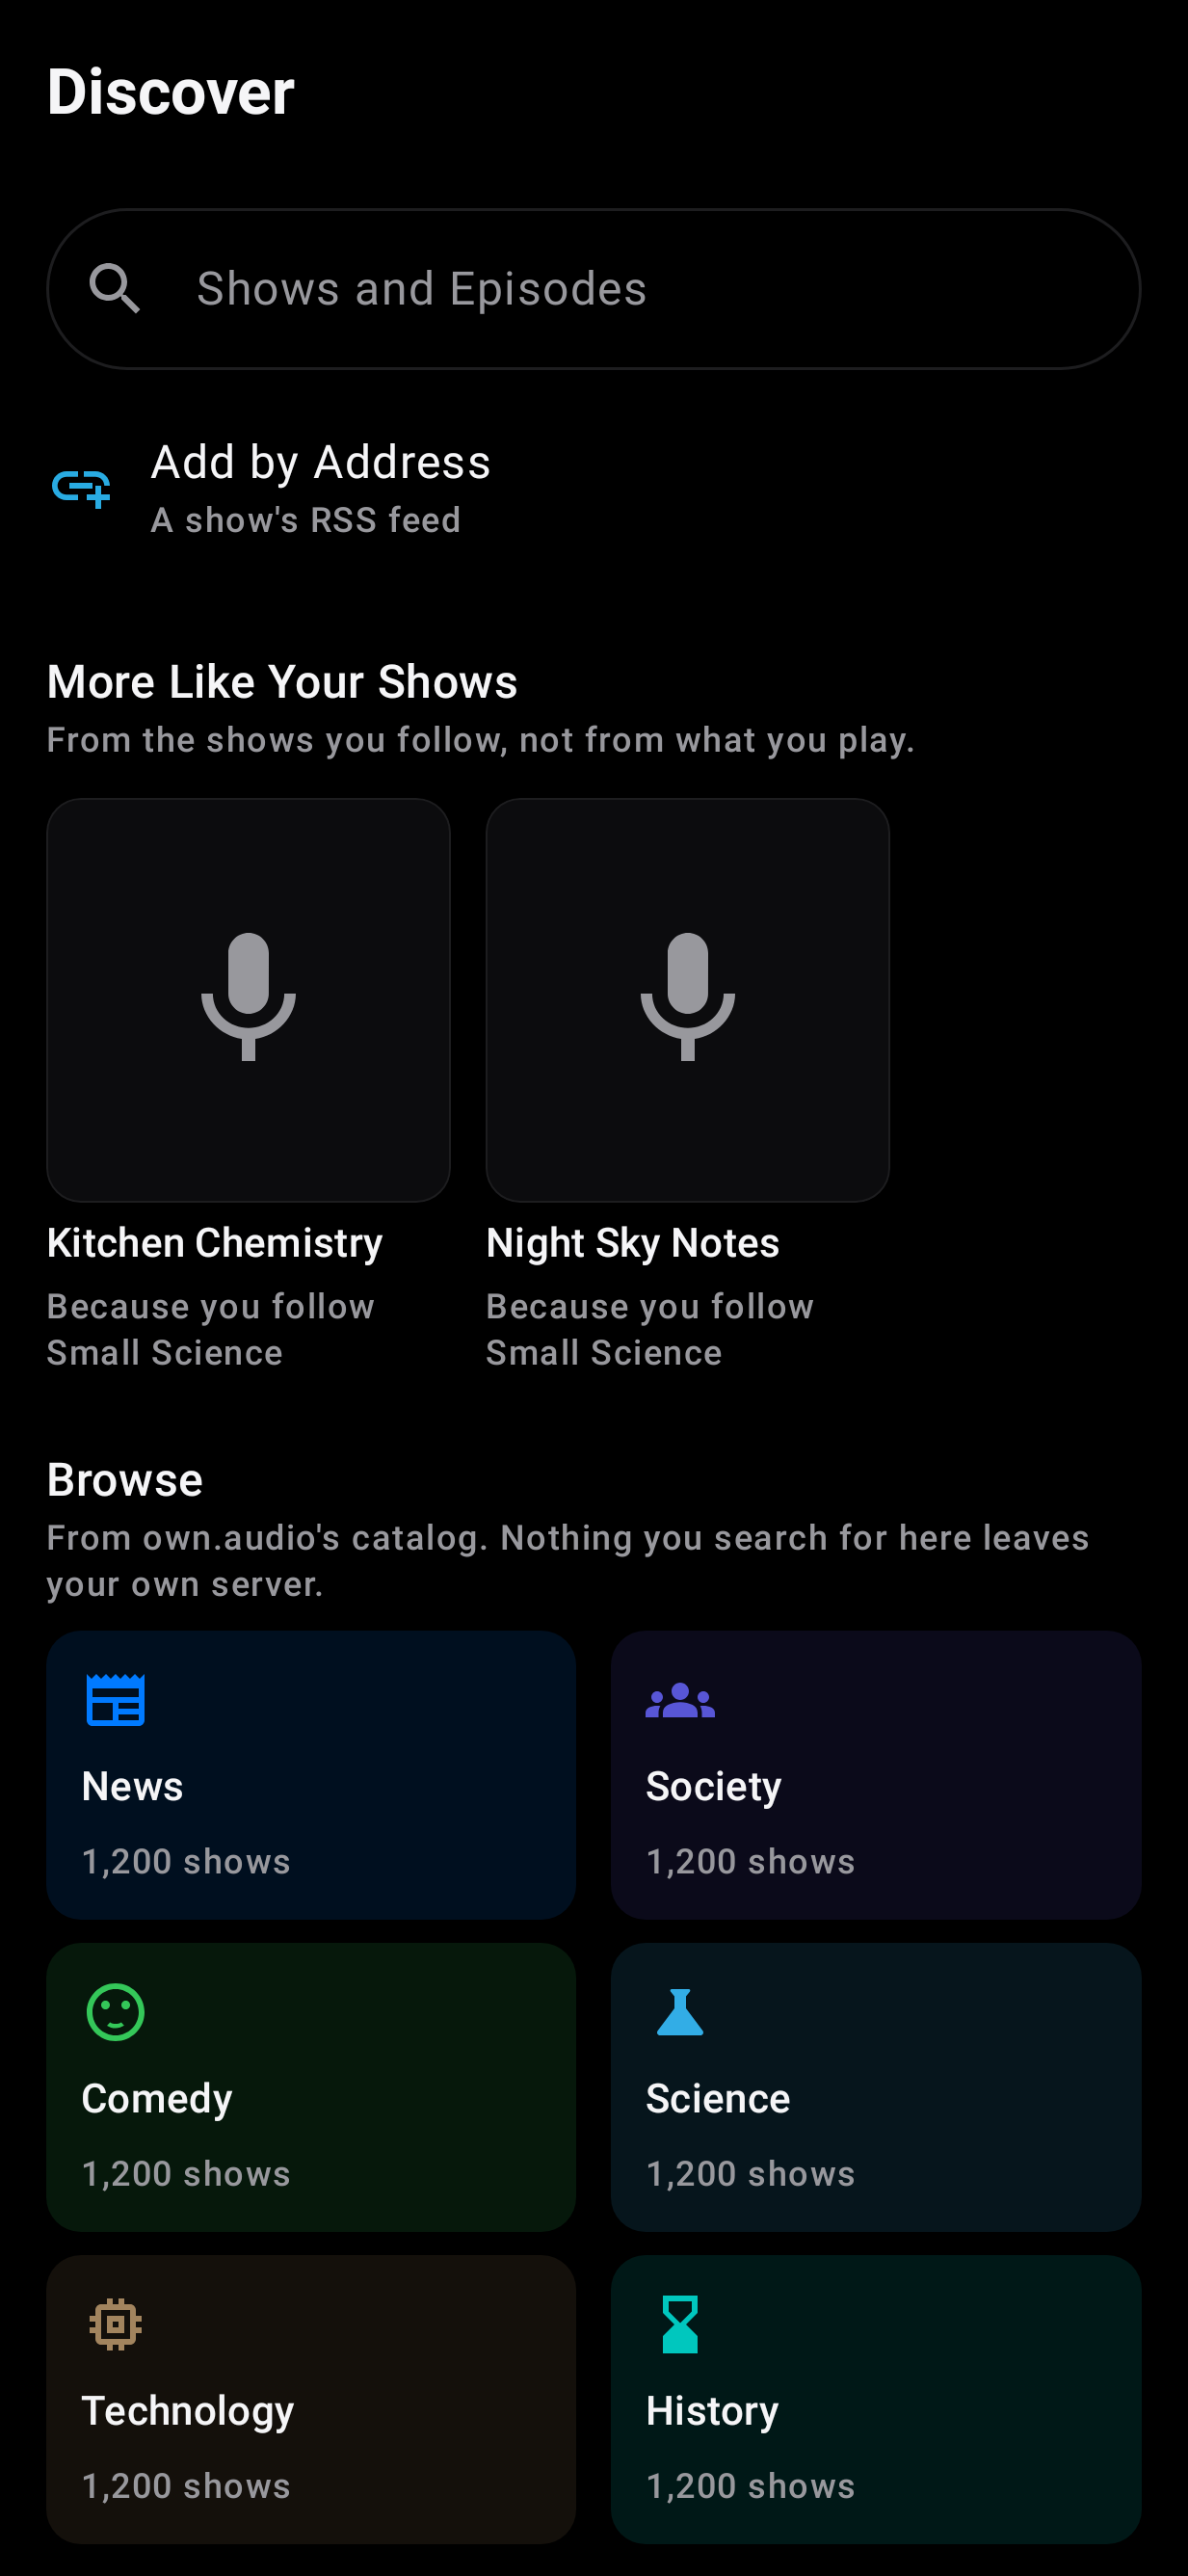 Discover
Shows and Episodes
Add by Address
A show's RSS feed
More Like Your Shows
From the shows you follow, not from what you play.
Kitchen Chemistry
Because you follow
Small Science
Night Sky Notes
Because you follow
Small Science
Browse
From own.audio's catalog. Nothing you search for here leaves
your own server.
News
1,200 shows
Society
1,200 shows
Comedy
1,200 shows
Science
1,200 shows
Technology
1,200 shows
History
1,200 shows